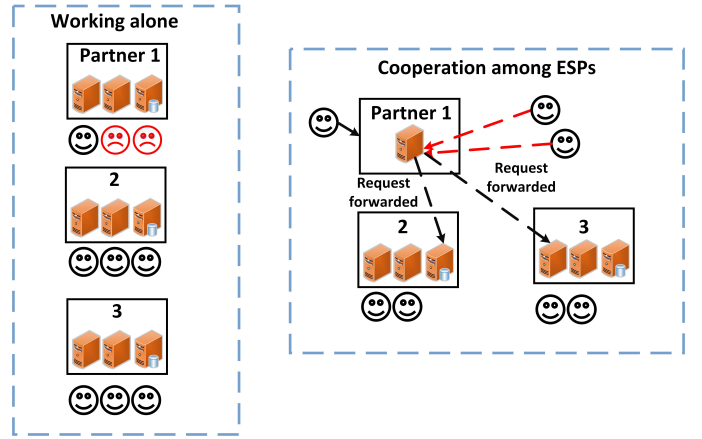 Working alone
Partner 1
2
3
Cooperation among ESPs
Partner 1
Request
forwarded
Request
forwarded
2
3